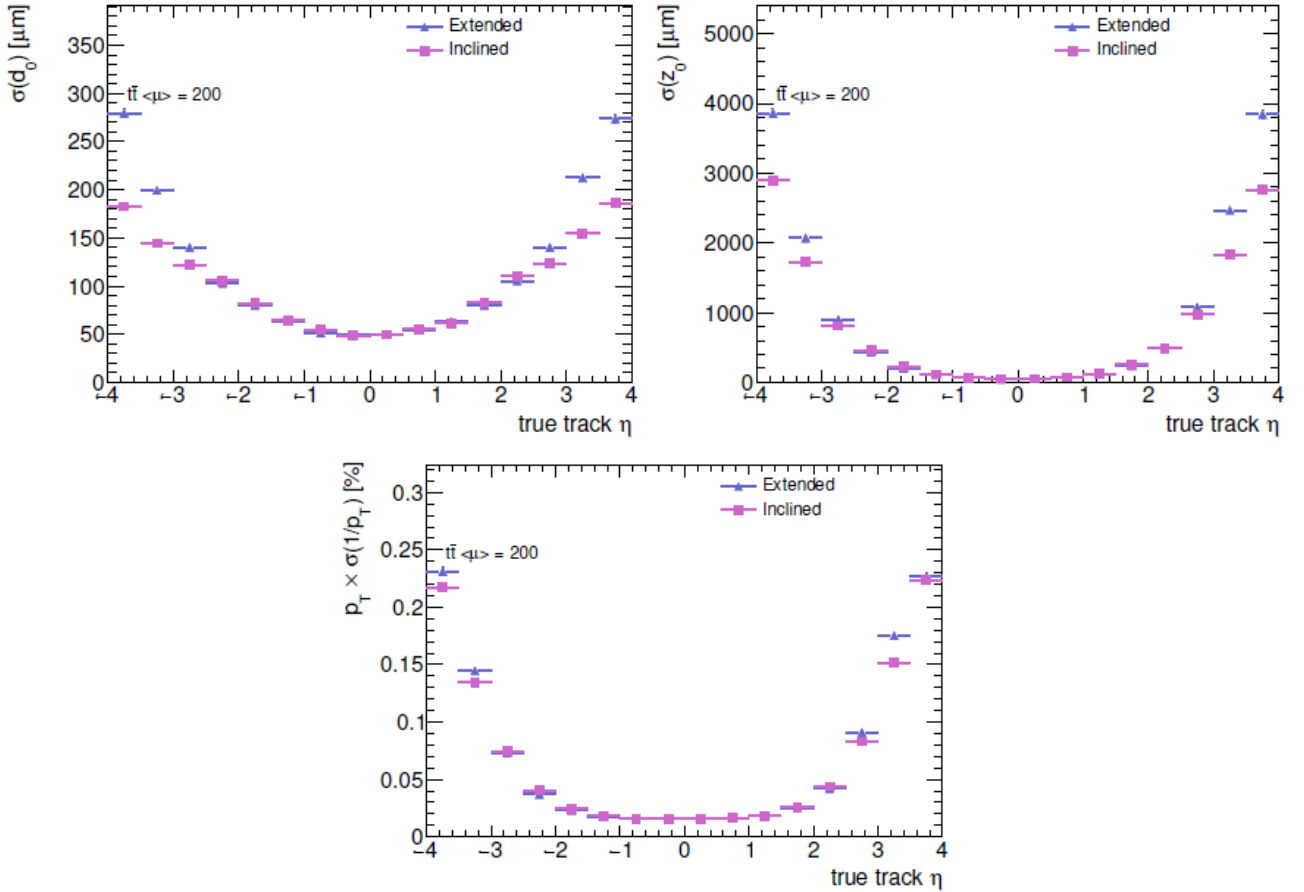 σ(d₀) [μm]
350
300
250
200
150
100
50
0
Extended
Inclined
tt̄ <μ> = 200
−4 −3 −2 −1 0 1 2 3 4
true track η
σ(z₀) [μm]
5000
4000
3000
2000
1000
0
Extended
Inclined
tt̄ <μ> = 200
−4 −3 −2 −1 0 1 2 3 4
true track η
p_T × σ(1/p_T) [%]
0.3
0.25
0.2
0.15
0.1
0.05
0
Extended
Inclined
tt̄ <μ> = 200
−4 −3 −2 −1 0 1 2 3 4
true track η